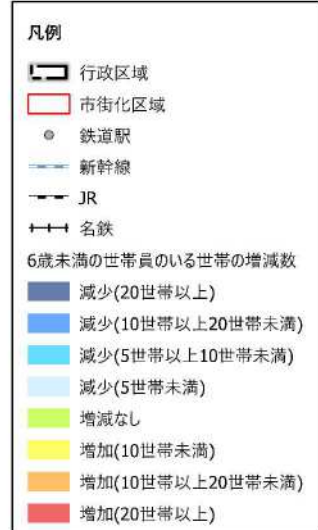 凡例
行政区域
市街化区域
鉄道駅
新幹線
JR
名鉄
6歳未満の世帯員のいる世帯の増減数
減少(20世帯以上)
減少(10世帯以上20世帯未満)
減少(5世帯以上10世帯未満)
減少(5世帯未満)
増減なし
増加(10世帯未満)
増加(10世帯以上20世帯未満)
増加(20世帯以上)